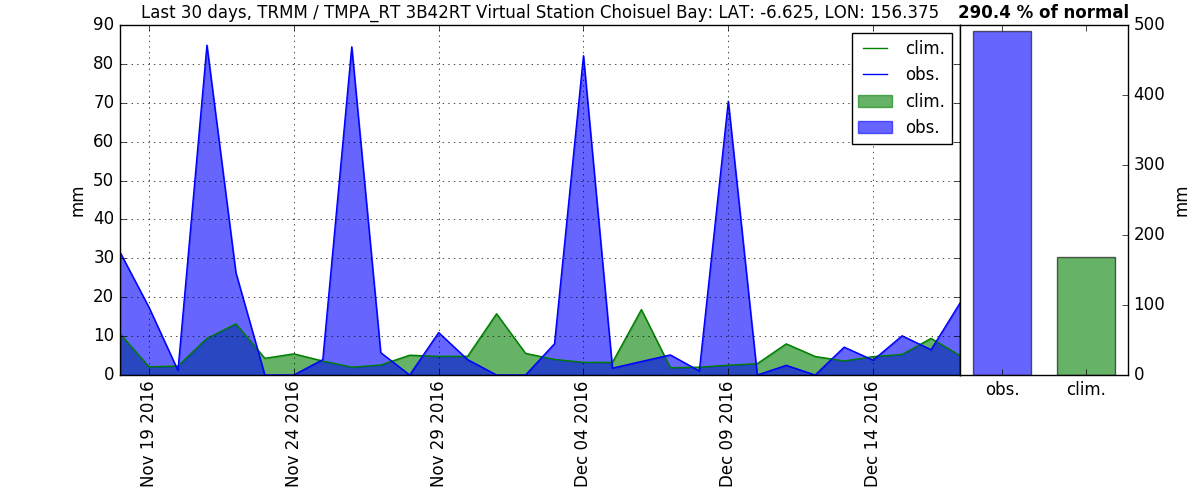 Last 30 days, TRMM / TMPA_RT 3B42RT Virtual Station Choisuel Bay: LAT: -6.625, LON: 156.375
290.4 % of normal
90
80
70
60
50
40
30
20
10
0
mm
clim.
obs.
clim.
obs.
Nov 19 2016
Nov 24 2016
Nov 29 2016
Dec 04 2016
Dec 09 2016
Dec 14 2016
500
400
300
200
100
0
mm
obs.
clim.